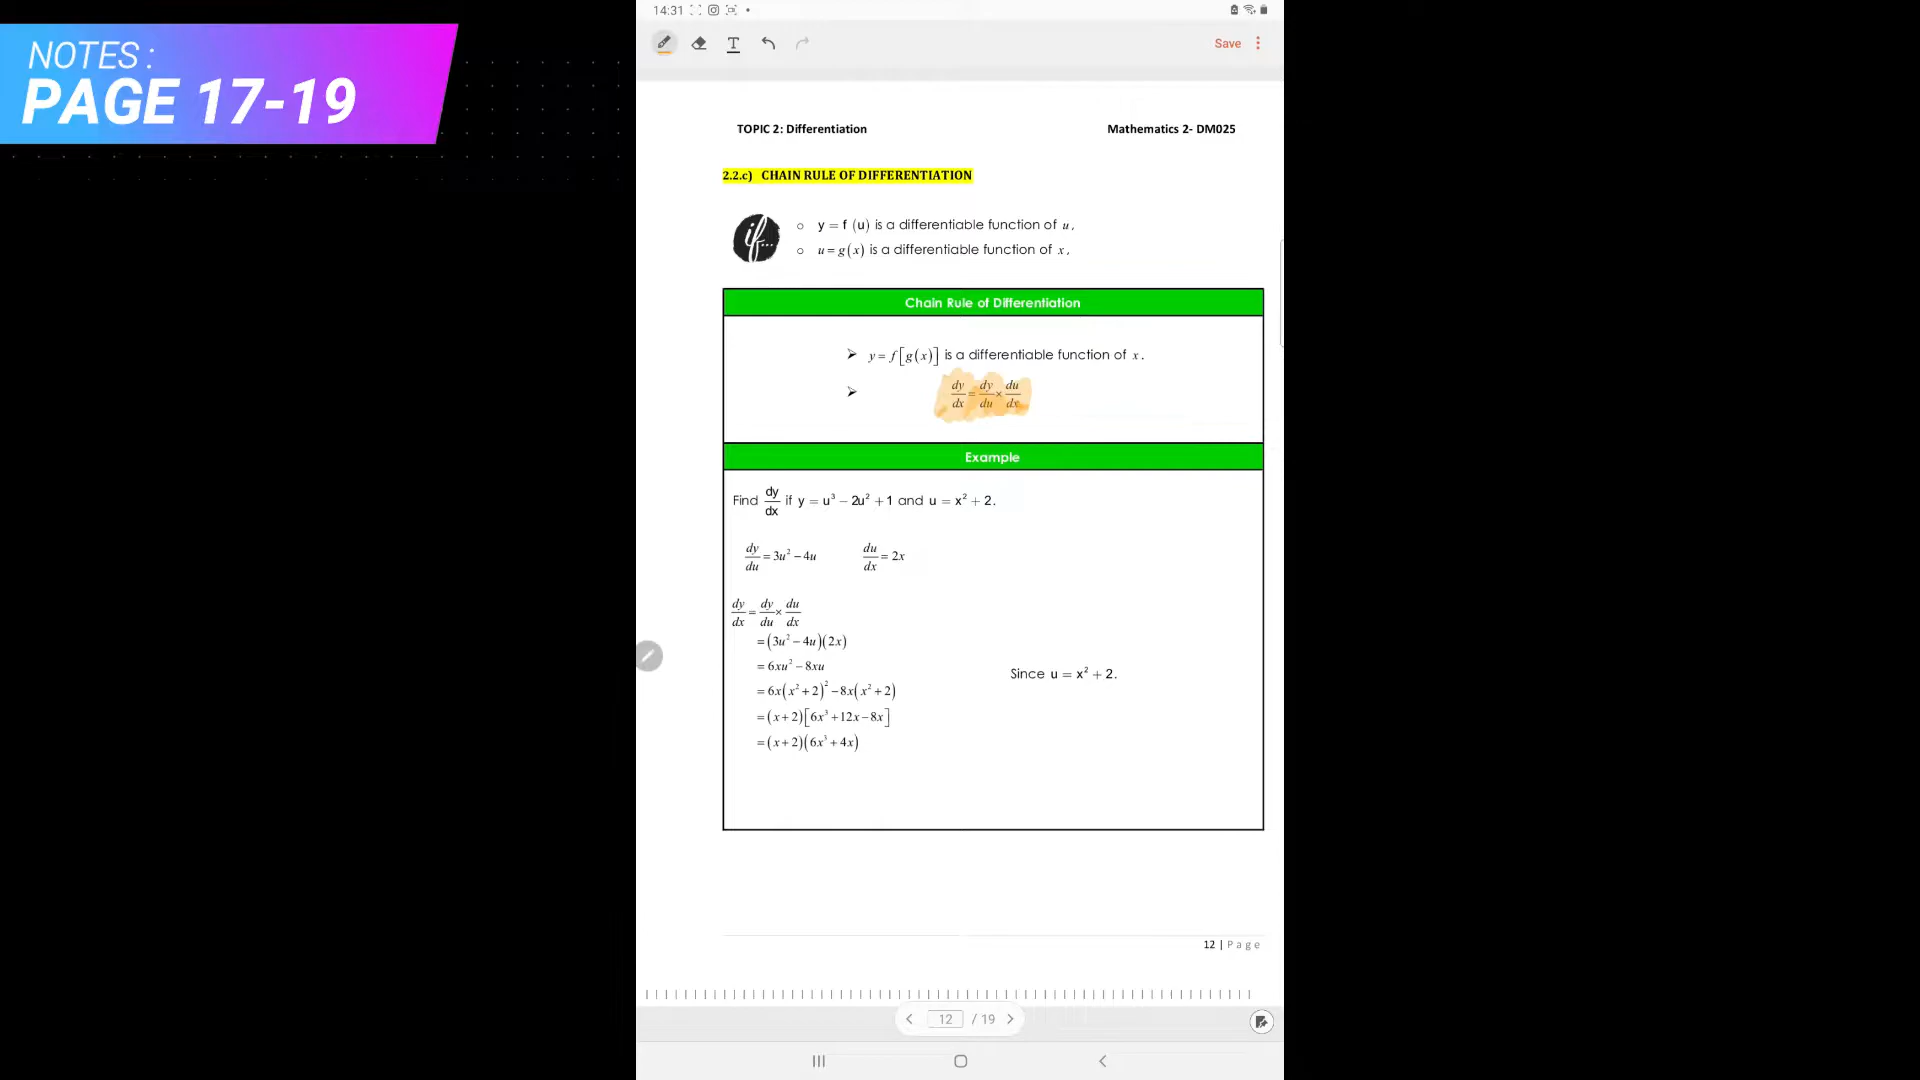 NOTES :
PAGE 17-19
14:31
Save
TOPIC 2: Differentiation Mathematics 2- DM025
2.2.c) CHAIN RULE OF DIFFERENTIATION
if...
○ y = f (u) is a differentiable function of u,
○ u = g(x) is a differentiable function of x,
Chain Rule of Differentiation
➢ y = f[g(x)] is a differentiable function of x.
➢ dy/dx = dy/du × du/dx
Example
Find dy/dx if y = u³ − 2u² + 1 and u = x² + 2.
dy/du = 3u² − 4u du/dx = 2x
dy/dx = dy/du × du/dx
= (3u² − 4u)(2x)
= 6xu² − 8xu
Since u = x² + 2.
= 6x(x² + 2)² − 8x(x² + 2)
= (x + 2)[6x³ + 12x − 8x]
= (x + 2)(6x³ + 4x)
12 | Page
12 / 19